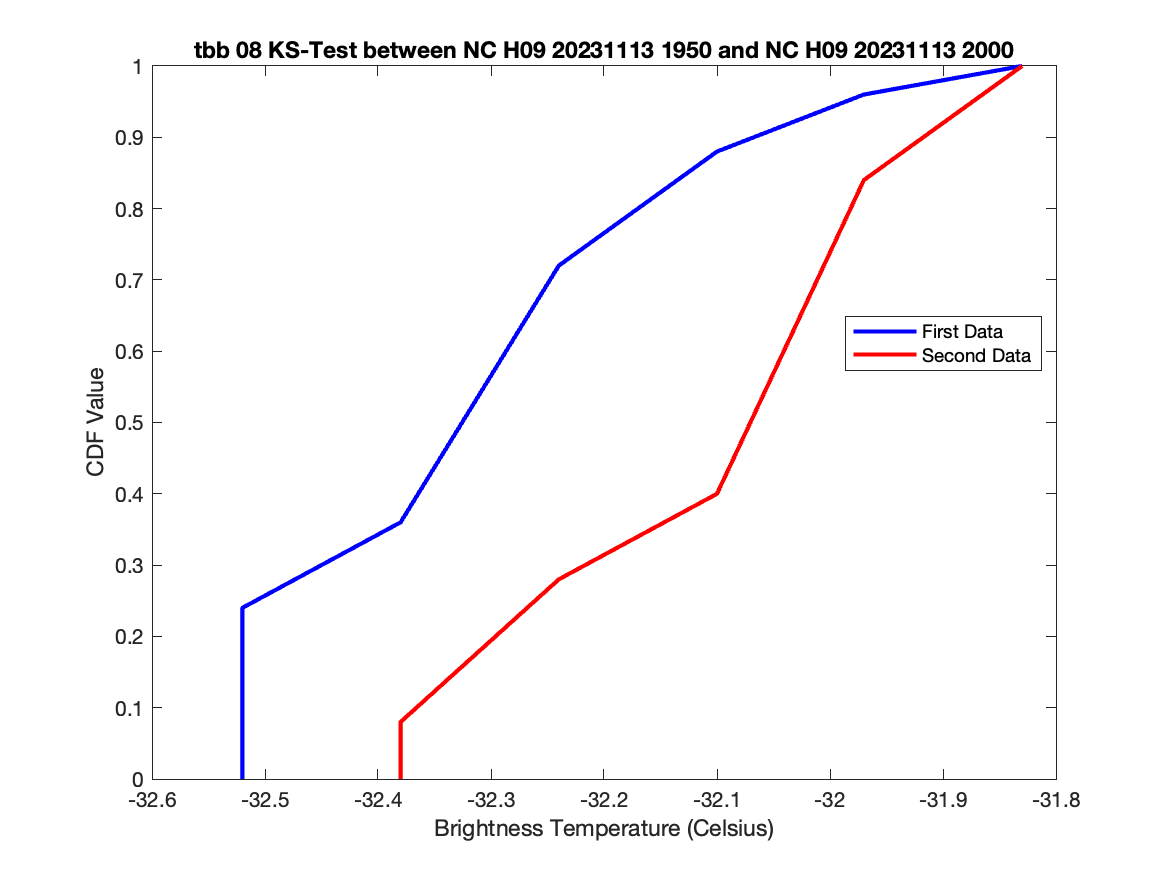 tbb 08 KS-Test between NC H09 20231113 1950 and NC H09 20231113 2000
1
0.9
0.8
0.7
0.6
0.5
0.4
0.3
0.2
0.1
0
CDF Value
First Data
Second Data
-32.6 -32.5 -32.4 -32.3 -32.2 -32.1 -32 -31.9 -31.8
Brightness Temperature (Celsius)